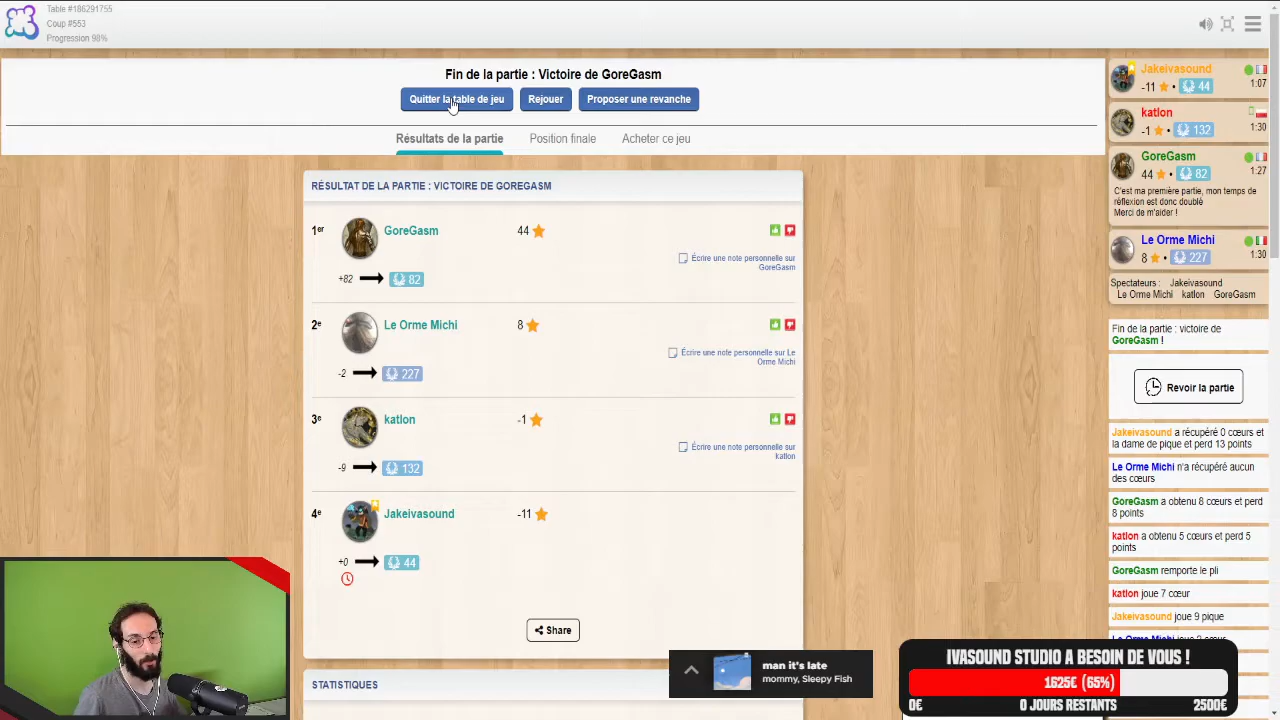 Table #186291755
Coup #553
Progression 98%
Fin de la partie : Victoire de GoreGasm
Quitter la table de jeu
Rejouer
Proposer une revanche
Résultats de la partie
Position finale
Acheter ce jeu
RÉSULTAT DE LA PARTIE : VICTOIRE DE GOREGASM
1er
GoreGasm
44
Écrire une note personnelle sur
GoreGasm
+82
82
2e
Le Orme Michi
8
Écrire une note personnelle sur Le
Orme Michi
-2
227
3e
katlon
-1
Écrire une note personnelle sur
katlon
-9
132
4e
Jakeivasound
-11
+0
44
Share
STATISTIQUES
Jakeivasound
-11 • 44
1:07
katlon
-1 • 132
1:30
GoreGasm
44 • 82
1:27
C'est ma première partie, mon temps de
réflexion est donc doublé
Merci de m'aider !
Le Orme Michi
8 • 227
1:30
Spectateurs : Jakeivasound
Le Orme Michi katlon GoreGasm
Fin de la partie : victoire de
GoreGasm !
Revoir la partie
Jakeivasound a récupéré 0 cœurs et
la dame de pique et perd 13 points
Le Orme Michi n'a récupéré aucun
des cœurs
GoreGasm a obtenu 8 cœurs et perd
8 points
katlon a obtenu 5 cœurs et perd 5
points
GoreGasm remporte le pli
katlon joue 7 cœur
Jakeivasound joue 9 pique
man it's late
mommy, Sleepy Fish
IVASOUND STUDIO A BESOIN DE VOUS !
1625€ (65%)
0€
0 JOURS RESTANTS
2500€